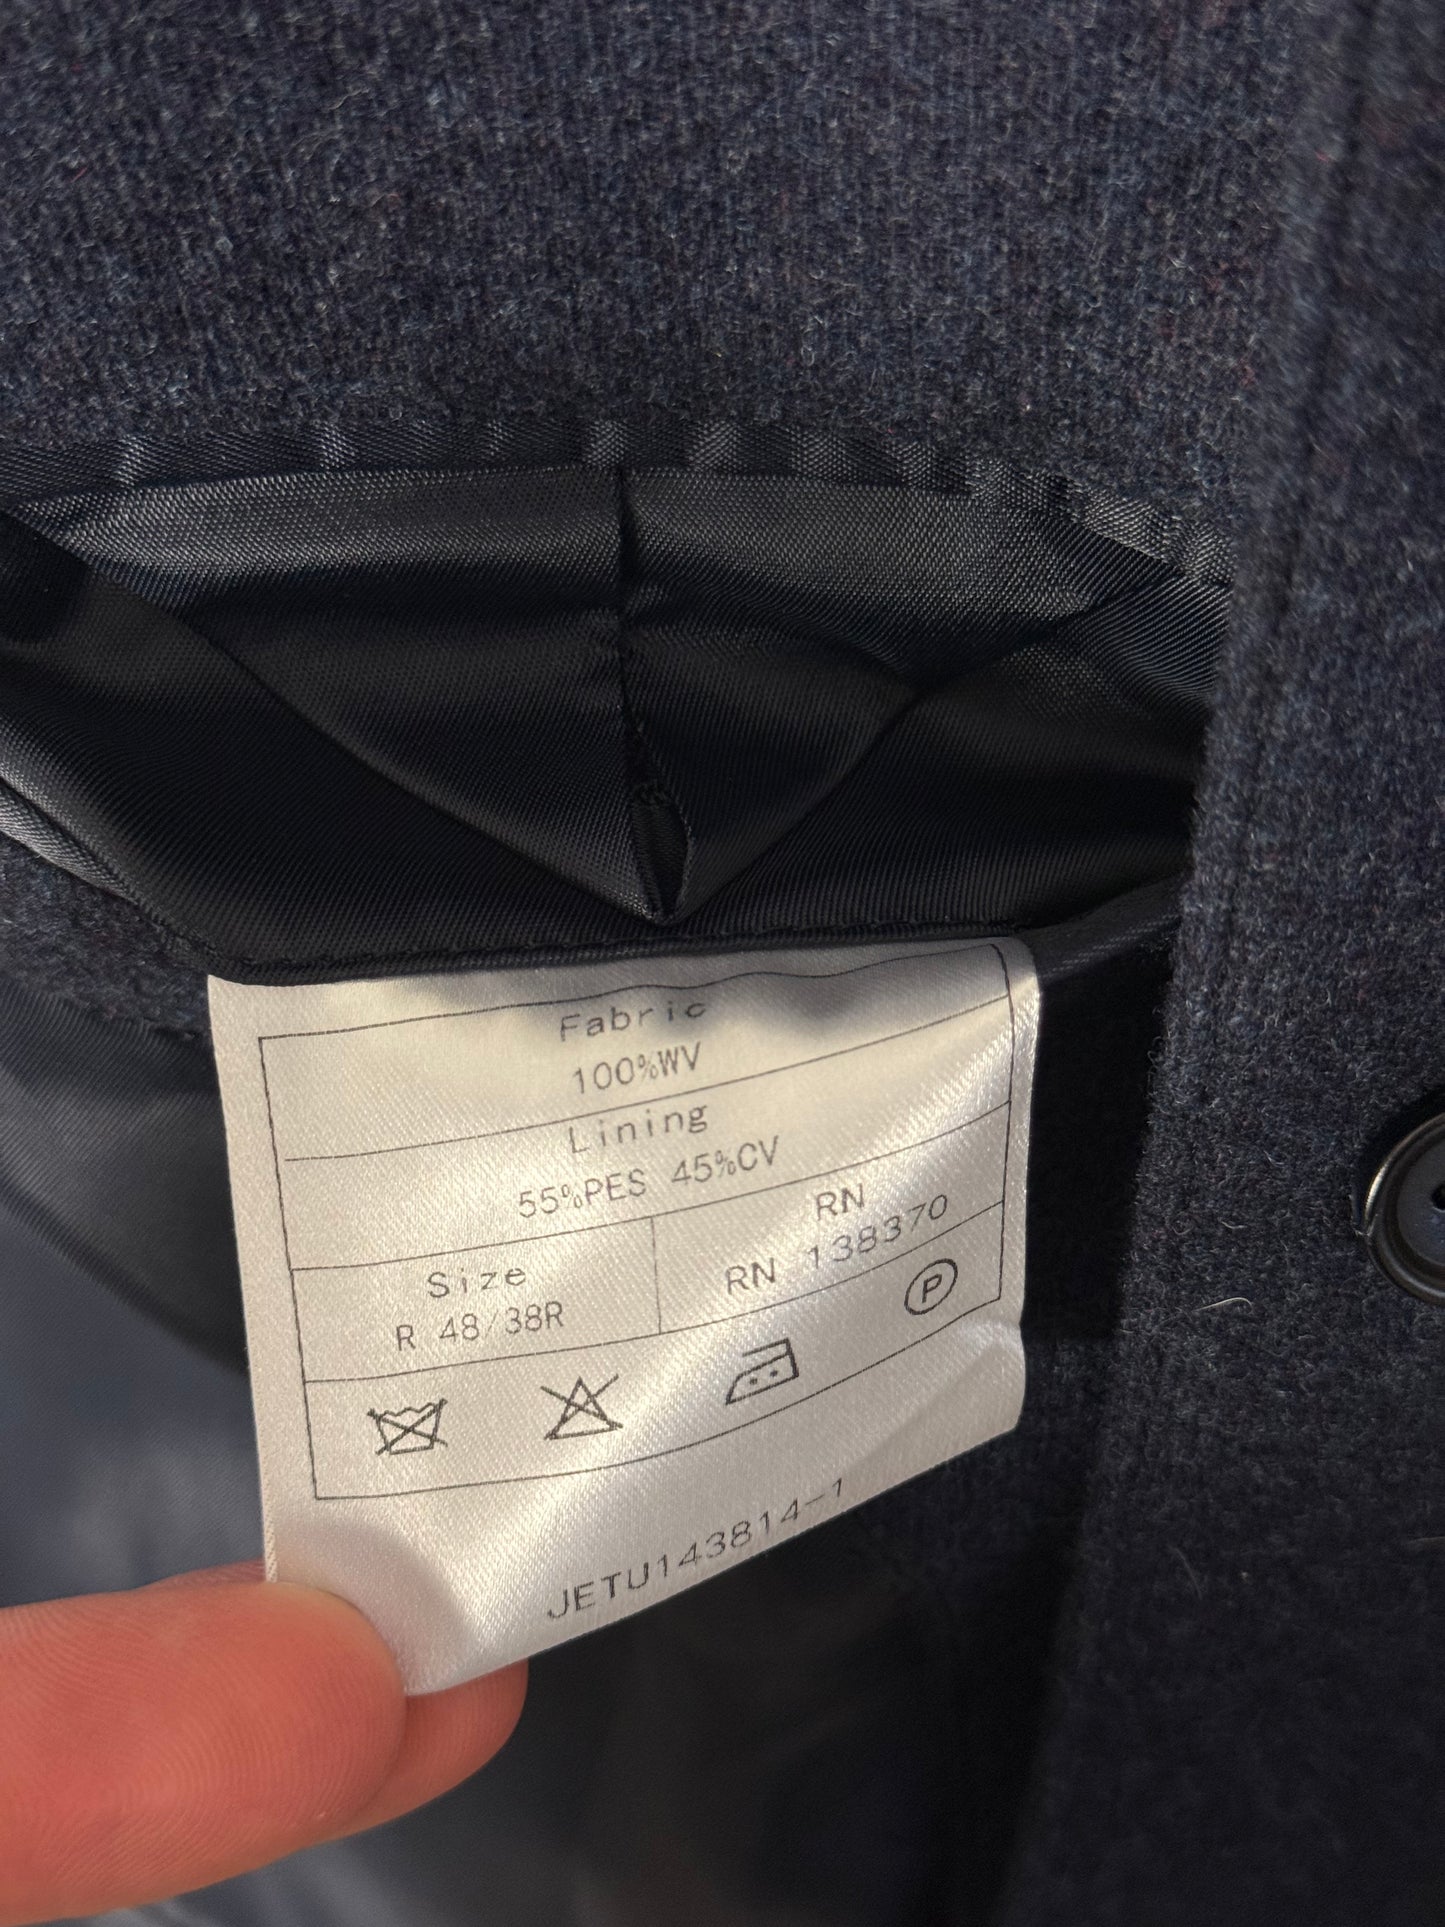 Fabric
100%WV
Lining
55%PES 45%CV
Size
R 48/38R
RN
RN 138370
P
JETU143814-1